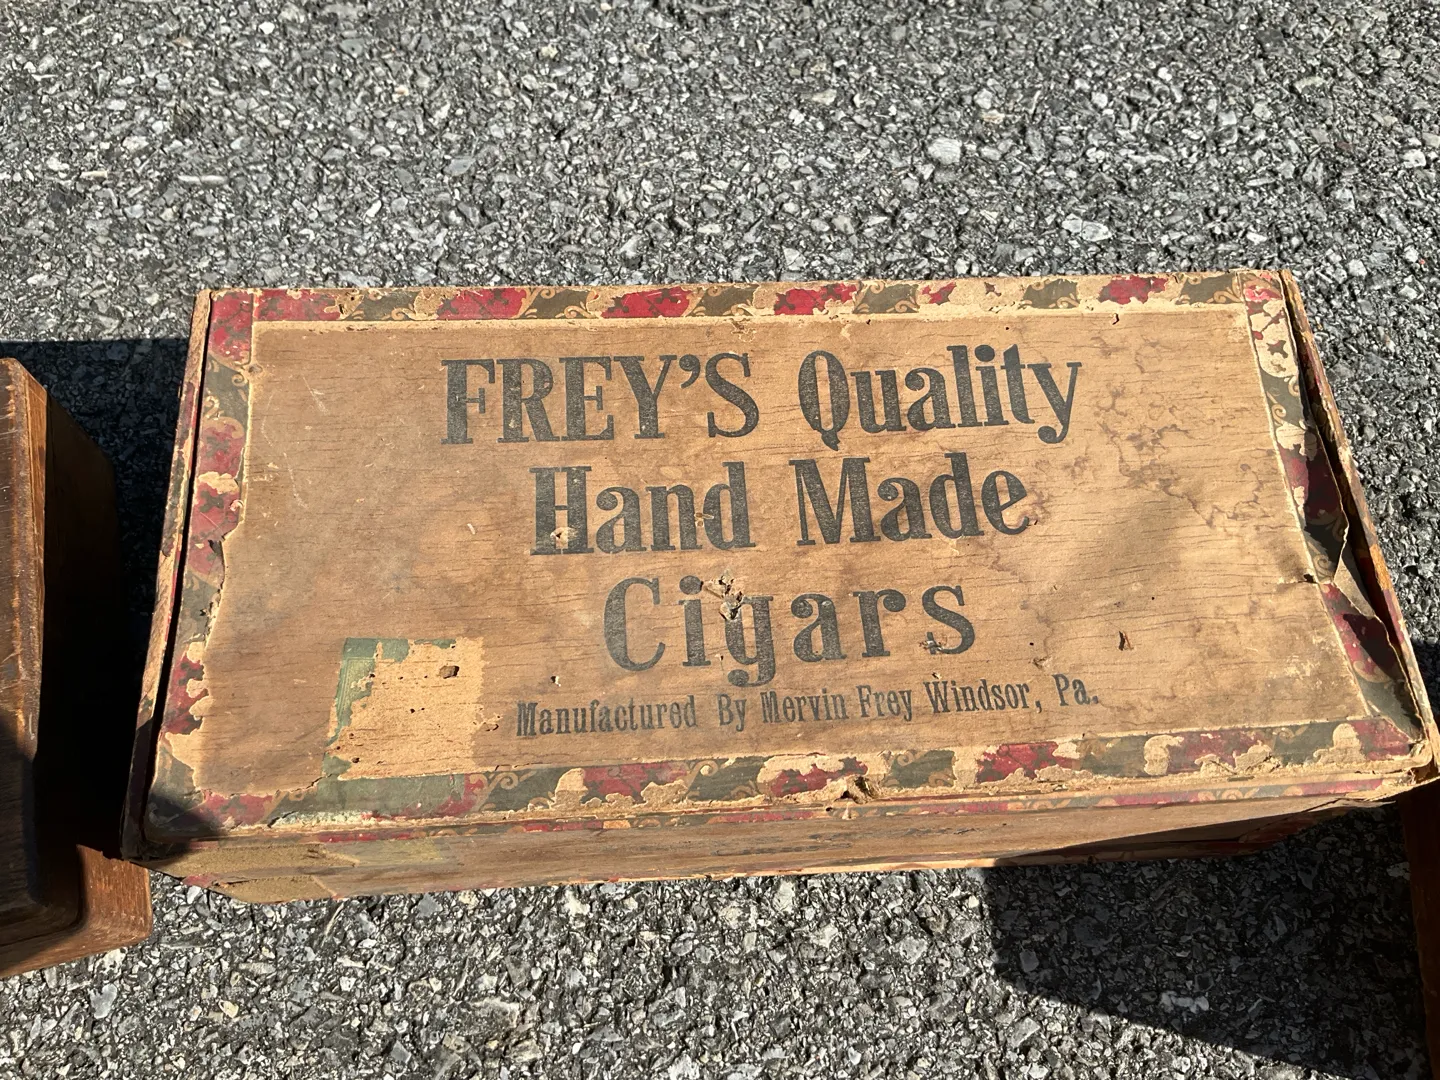 FREY'S Quality
Hand Made
Cigars
Manufactured By Mervin Frey Windsor, Pa.